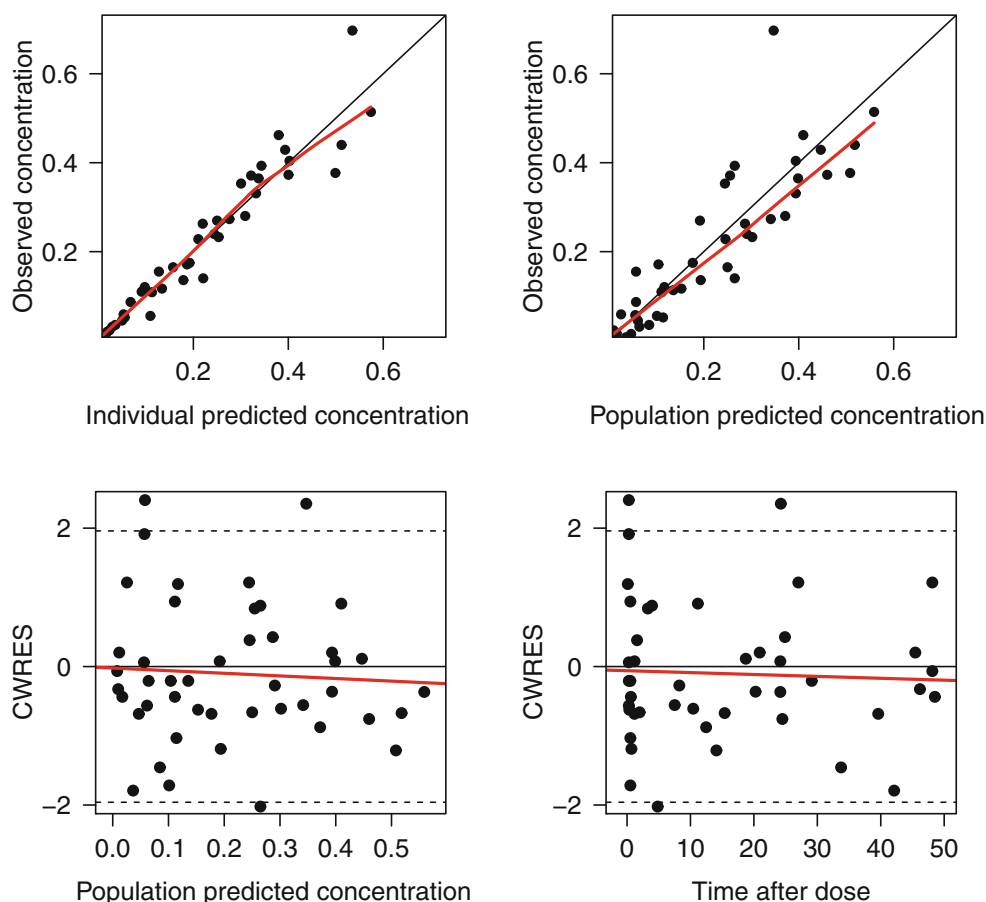 Observed concentration
0.6
0.4
0.2
0.2 0.4 0.6
Individual predicted concentration
Observed concentration
0.6
0.4
0.2
0.2 0.4 0.6
Population predicted concentration
CWRES
2
0
−2
0.0 0.1 0.2 0.3 0.4 0.5
Population predicted concentration
CWRES
2
0
−2
0 10 20 30 40 50
Time after dose